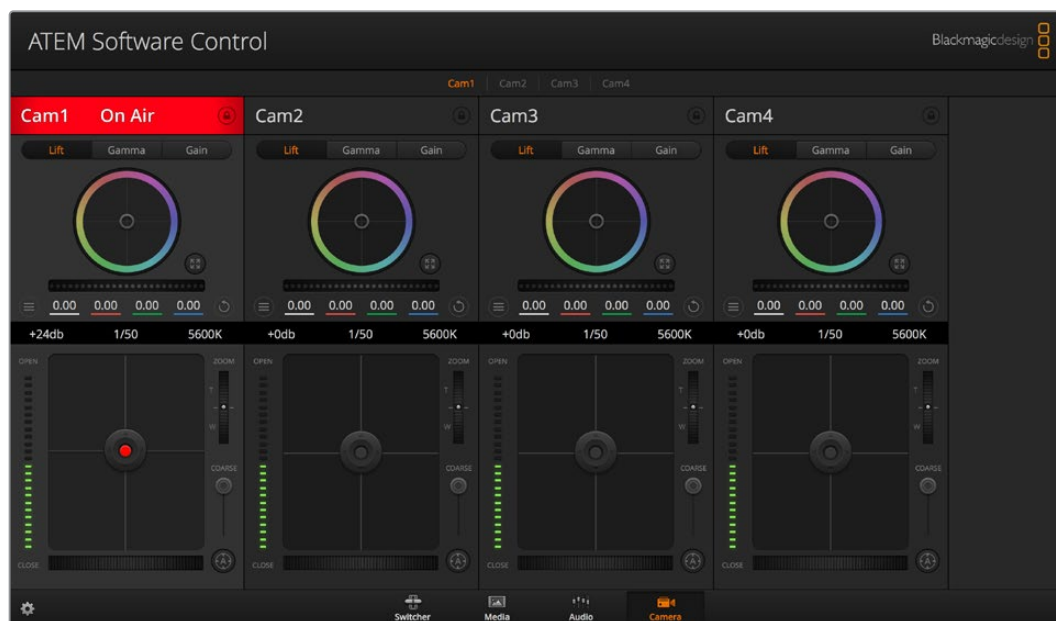 ATEM Software Control
Blackmagicdesign
Cam1 Cam2 Cam3 Cam4
Cam1 On Air Cam2 Cam3 Cam4
Lift Gamma Gain Lift Gamma Gain Lift Gamma Gain Lift Gamma Gain
0.00 0.00 0.00 0.00 0.00 0.00 0.00 0.00 0.00 0.00 0.00 0.00 0.00 0.00 0.00 0.00
+24db 1/50 5600K +0db 1/50 5600K +0db 1/50 5600K +0db 1/50 5600K
OPEN ZOOM OPEN ZOOM OPEN ZOOM OPEN ZOOM
T T T T
W W W W
COARSE COARSE COARSE COARSE
CLOSE A CLOSE A CLOSE A CLOSE A
Switcher Media Audio Camera